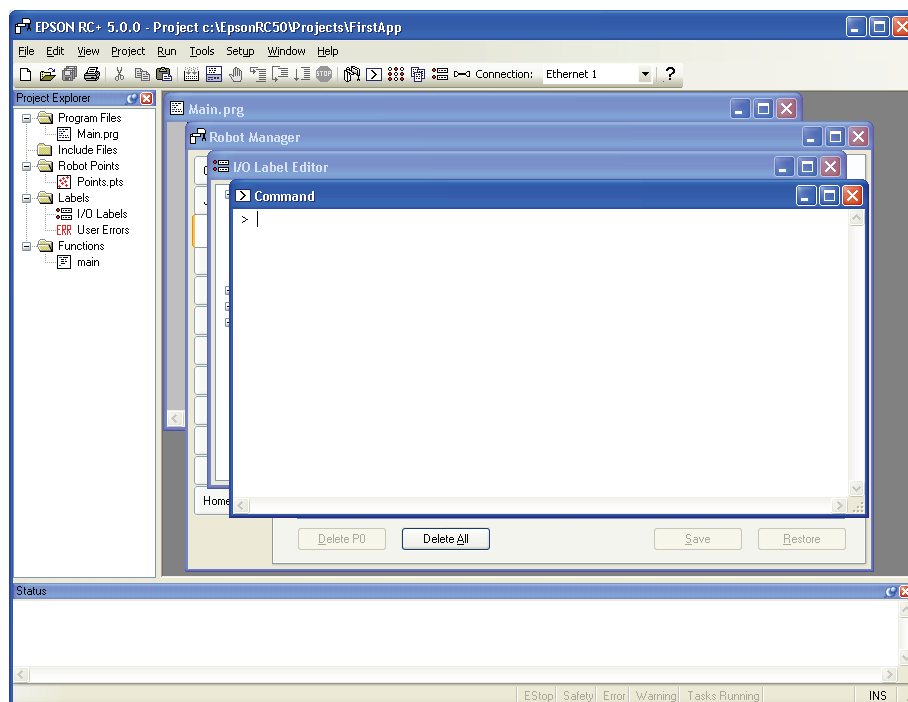 EPSON RC+ 5.0.0 - Project c:\EpsonRC50\Projects\FirstApp
File Edit View Project Run Tools Setup Window Help
STOP Connection: Ethernet 1 ?
Project Explorer
Program Files
Main.prg
Include Files
Robot Points
Points.pts
Labels
I/O Labels
ERR User Errors
Functions
main
Main.prg
Robot Manager
I/O Label Editor
Command
>
Home
Delete P0 Delete All Save Restore
Status
EStop Safety Error Warning Tasks Running INS